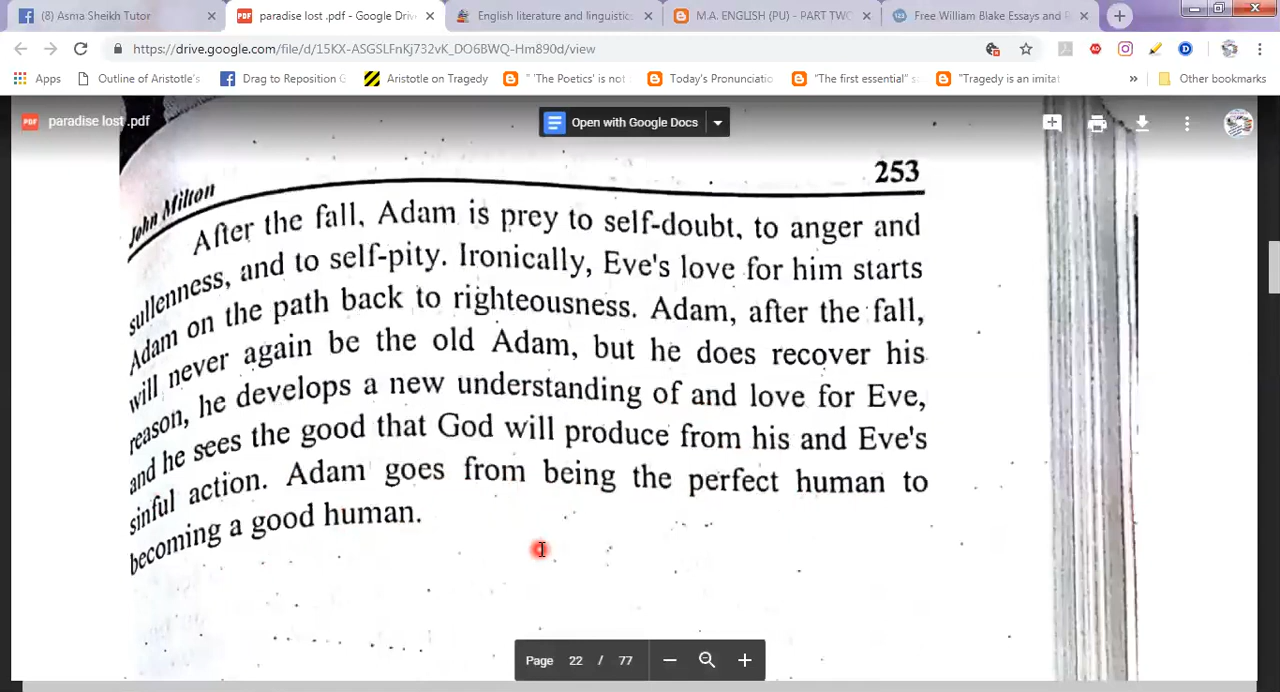 (8) Asma Sheikh Tutor
paradise lost .pdf - Google Driv
English literature and linguistic
M.A. ENGLISH (PU) - PART TWO
Free William Blake Essays and
https://drive.google.com/file/d/15KX-ASGSLFnKj752vK_DO6BWQ-Hm890d/view
Apps
Outline of Aristotle's
Drag to Reposition
Aristotle on Tragedy
"'The Poetics' is not
Today's Pronunciatio
"The first essential" s
"Tragedy is an imitat
»
Other bookmarks
PDF
paradise lost .pdf
Open with Google Docs
John Milton
253
After the fall, Adam is prey to self-doubt, to anger and
sullenness, and to self-pity. Ironically, Eve's love for him starts
Adam on the path back to righteousness. Adam, after the fall,
will never again be the old Adam, but he does recover his
reason, he develops a new understanding of and love for Eve,
and he sees the good that God will produce from his and Eve's
sinful action. Adam goes from being the perfect human to
becoming a good human.
Page 22 / 77